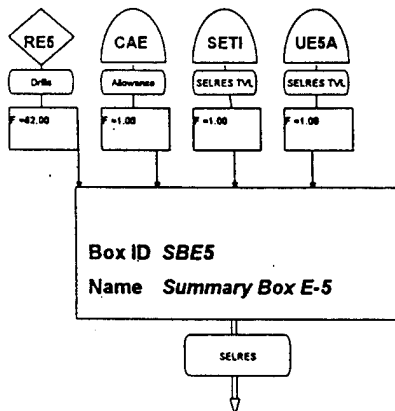 RE5 CAE SETI UE5A
Drills Allowance SELRES TVL SELRES TVL
F =62.00 F =1.00 F =1.00 F =1.00
Box ID SBE5
Name Summary Box E-5
SELRES